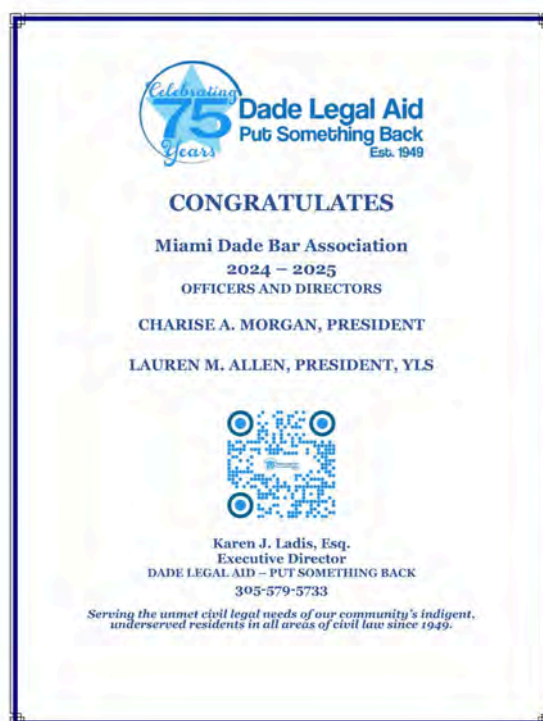 Celebrating
75
Years
Dade Legal Aid
Put Something Back
Est. 1949
CONGRATULATES
Miami Dade Bar Association
2024 – 2025
OFFICERS AND DIRECTORS
CHARISE A. MORGAN, PRESIDENT
LAUREN M. ALLEN, PRESIDENT, YLS
Karen J. Ladis, Esq.
Executive Director
DADE LEGAL AID – PUT SOMETHING BACK
305-579-5733
Serving the unmet civil legal needs of our community's indigent,
underserved residents in all areas of civil law since 1949.